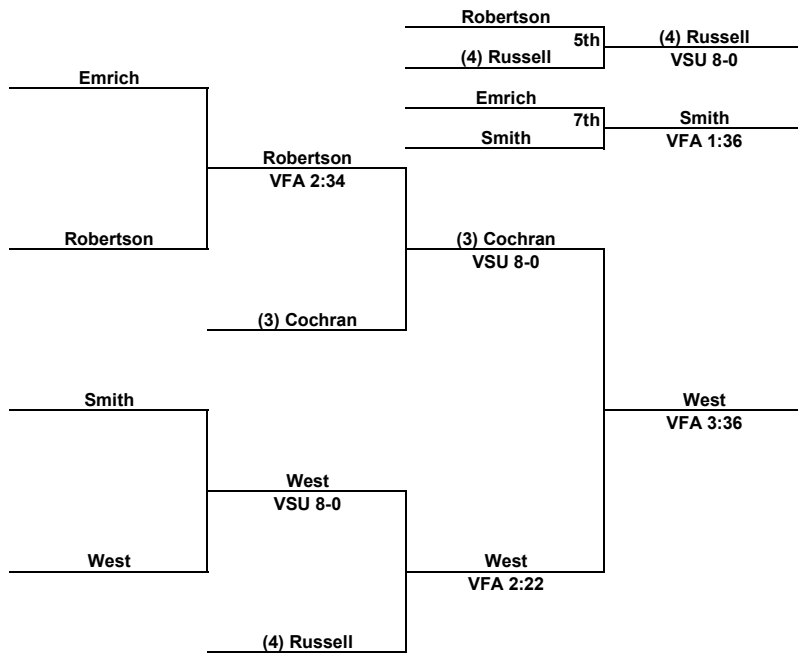 Robertson
5th
(4) Russell
(4) Russell
VSU 8-0
Emrich
Emrich
7th
Smith
Smith
VFA 1:36
Robertson
VFA 2:34
Robertson
(3) Cochran
VSU 8-0
(3) Cochran
Smith
West
VFA 3:36
West
VSU 8-0
West
West
VFA 2:22
(4) Russell